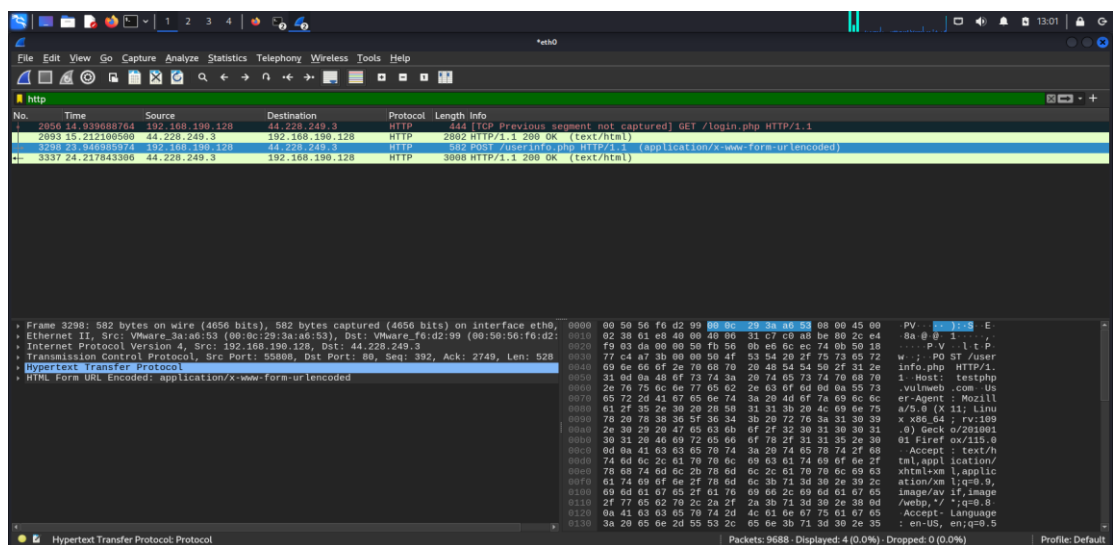 1 2 3 4 13:01
*eth0
File Edit View Go Capture Analyze Statistics Telephony Wireless Tools Help
http
No. Time Source Destination Protocol Length Info
2056 14.939688764 192.168.190.128 44.228.249.3 HTTP 444 [TCP Previous segment not captured] GET /login.php HTTP/1.1
2093 15.212100500 44.228.249.3 192.168.190.128 HTTP 2802 HTTP/1.1 200 OK (text/html)
3298 23.946985974 192.168.190.128 44.228.249.3 HTTP 582 POST /userinfo.php HTTP/1.1 (application/x-www-form-urlencoded)
3337 24.217843306 44.228.249.3 192.168.190.128 HTTP 3008 HTTP/1.1 200 OK (text/html)
Frame 3298: 582 bytes on wire (4656 bits), 582 bytes captured (4656 bits) on interface eth0,
Ethernet II, Src: VMware_3a:a6:53 (00:0c:29:3a:a6:53), Dst: VMware_f6:d2:99 (00:50:56:f6:d2:
Internet Protocol Version 4, Src: 192.168.190.128, Dst: 44.228.249.3
Transmission Control Protocol, Src Port: 55808, Dst Port: 80, Seq: 392, Ack: 2749, Len: 528
Hypertext Transfer Protocol
HTML Form URL Encoded: application/x-www-form-urlencoded
0000 00 50 56 f6 d2 99 00 0c 29 3a a6 53 08 00 45 00 ·PV····· ):·S··E·
0010 02 38 61 e8 40 00 40 06 31 c7 c0 a8 be 80 2c e4 ·8a·@·@· 1·····,·
0020 f9 03 da 00 00 50 fb 56 0b e6 6c ec 74 0b 50 18 ·····P·V ··l·t·P·
0030 77 c4 a7 3b 00 00 50 4f 53 54 20 2f 75 73 65 72 w··;··PO ST /user
0040 69 6e 66 6f 2e 70 68 70 20 48 54 54 50 2f 31 2e info.php HTTP/1.
0050 31 0d 0a 48 6f 73 74 3a 20 74 65 73 74 70 68 70 1··Host: testphp
0060 2e 76 75 6c 6e 77 65 62 2e 63 6f 6d 0d 0a 55 73 .vulnweb .com··Us
0070 65 72 2d 41 67 65 6e 74 3a 20 4d 6f 7a 69 6c 6c er-Agent : Mozill
0080 61 2f 35 2e 30 20 28 58 31 31 3b 20 4c 69 6e 75 a/5.0 (X 11; Linu
0090 78 20 78 38 36 5f 36 34 3b 20 72 76 3a 31 30 39 x x86_64 ; rv:109
00a0 2e 30 29 20 47 65 63 6b 6f 2f 32 30 31 30 30 31 .0) Geck o/201001
00b0 30 31 20 46 69 72 65 66 6f 78 2f 31 31 35 2e 30 01 Firef ox/115.0
00c0 0d 0a 41 63 63 65 70 74 3a 20 74 65 78 74 2f 68 ··Accept : text/h
00d0 74 6d 6c 2c 61 70 70 6c 69 63 61 74 69 6f 6e 2f tml,appl ication/
00e0 78 68 74 6d 6c 2b 78 6d 6c 2c 61 70 70 6c 69 63 xhtml+xm l,applic
00f0 61 74 69 6f 6e 2f 78 6d 6c 3b 71 3d 30 2e 39 2c ation/xm l;q=0.9,
0100 69 6d 61 67 65 2f 61 76 69 66 2c 69 6d 61 67 65 image/av if,image
0110 2f 77 65 62 70 2c 2a 2f 2a 3b 71 3d 30 2e 38 0d /webp,*/ *;q=0.8·
0120 0a 41 63 63 65 70 74 2d 4c 61 6e 67 75 61 67 65 ·Accept- Language
0130 3a 20 65 6e 2d 55 53 2c 65 6e 3b 71 3d 30 2e 35 : en-US, en;q=0.5
Hypertext Transfer Protocol: Protocol Packets: 9688 · Displayed: 4 (0.0%) · Dropped: 0 (0.0%) Profile: Default